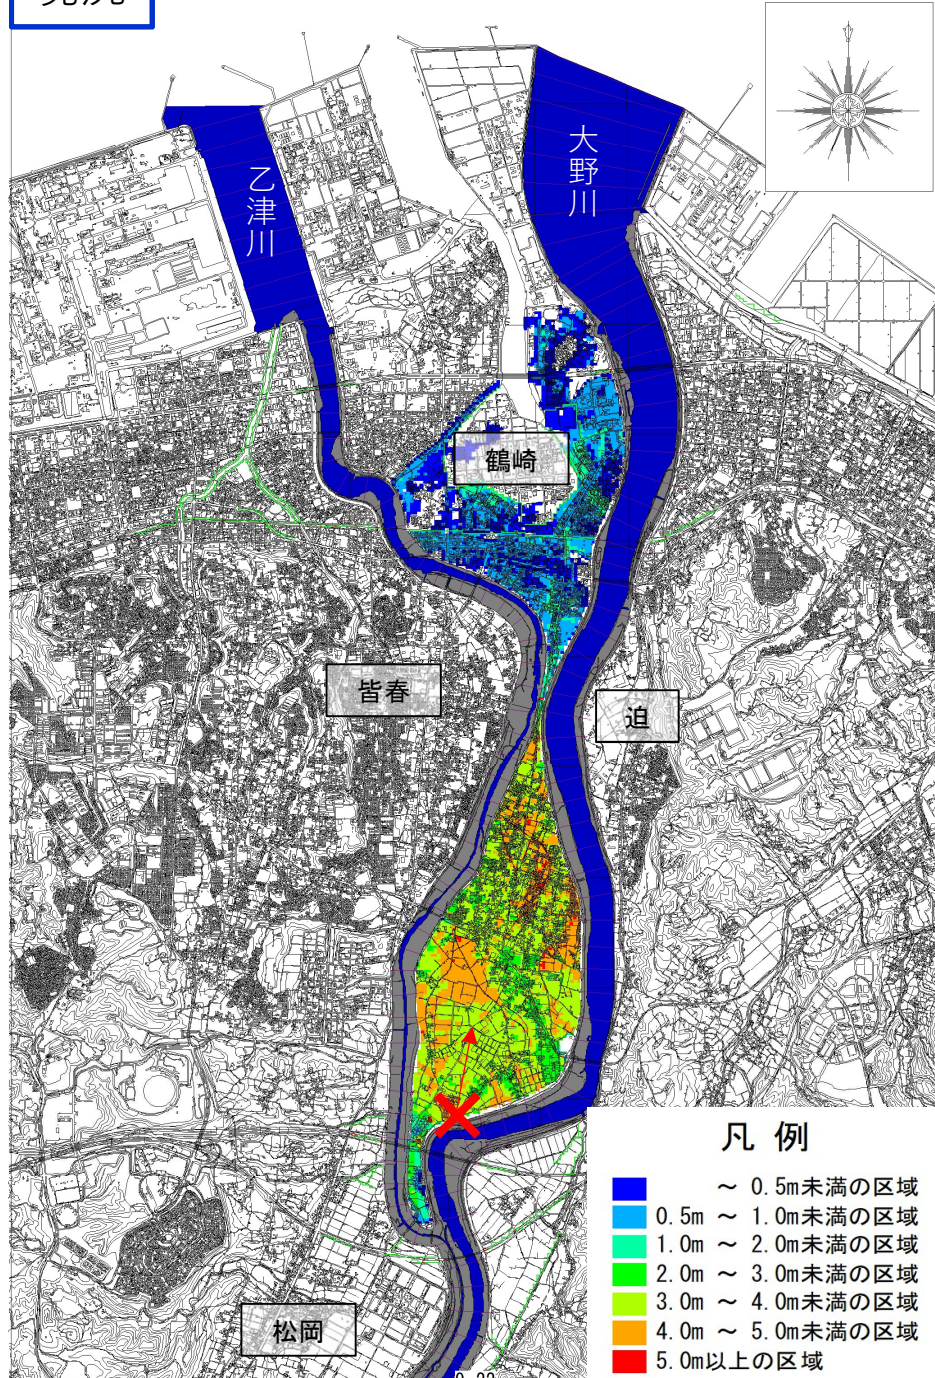 大野川
乙津川
鶴崎
皆春
迫
松岡
凡 例
～ 0.5m未満の区域
0.5m ～ 1.0m未満の区域
1.0m ～ 2.0m未満の区域
2.0m ～ 3.0m未満の区域
3.0m ～ 4.0m未満の区域
4.0m ～ 5.0m未満の区域
5.0m以上の区域